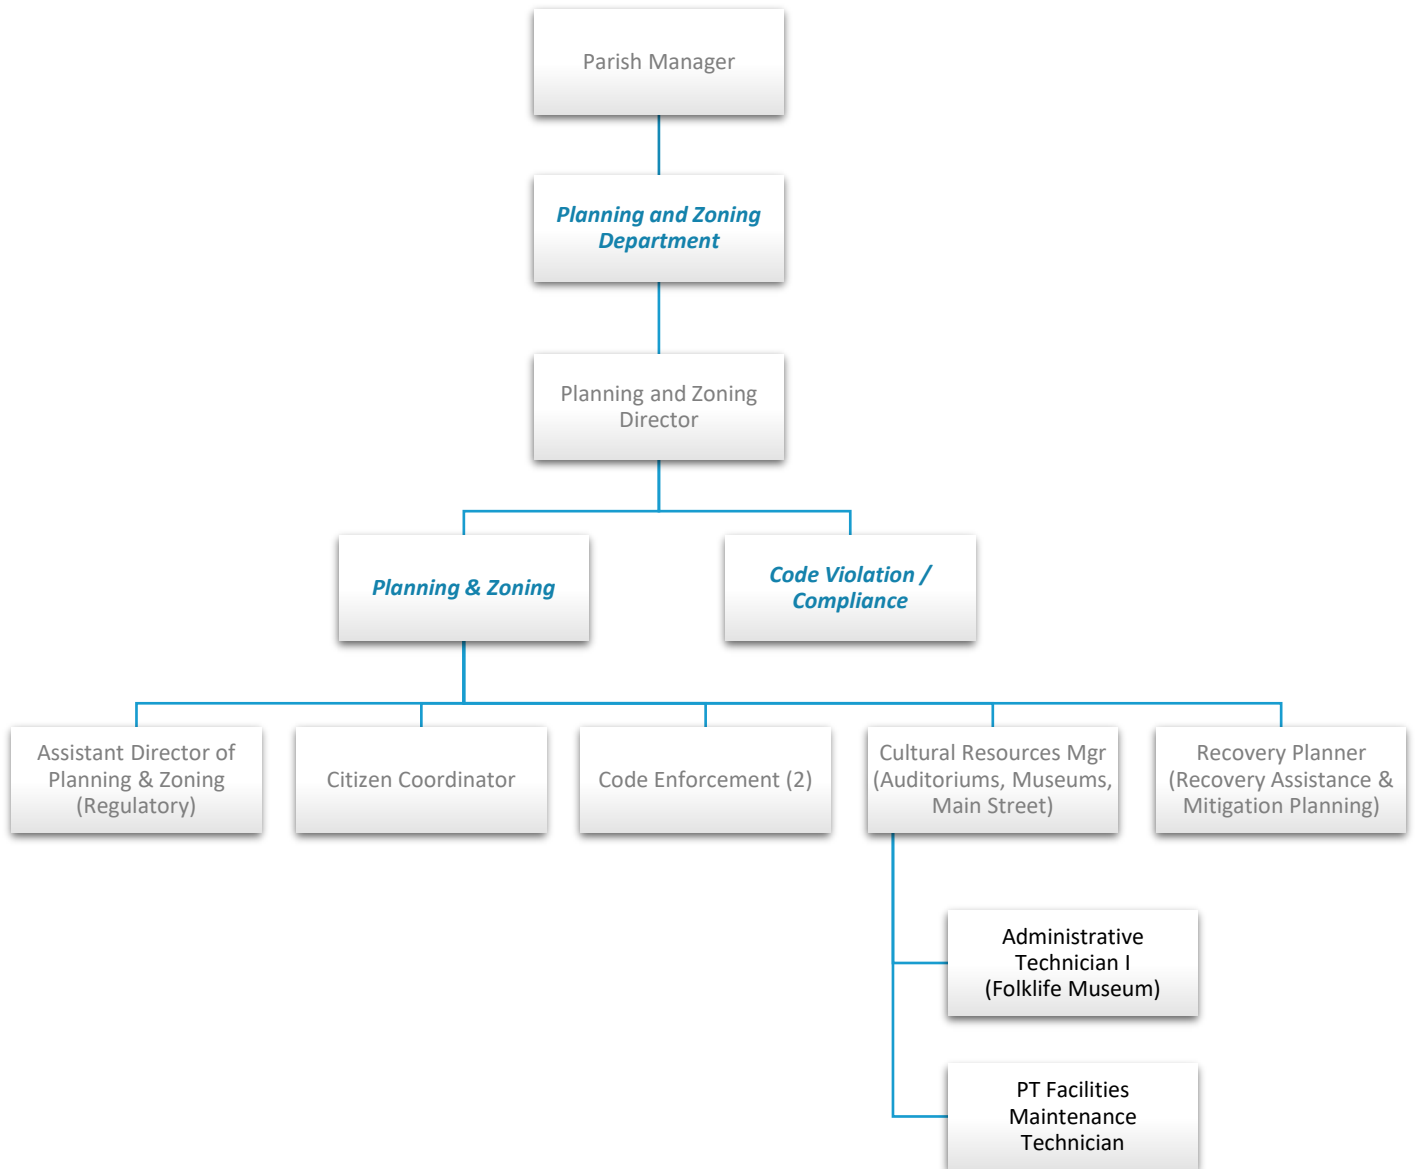 Parish Manager
Planning and Zoning
Department
Planning and Zoning
Director
Planning & Zoning
Code Violation /
Compliance
Assistant Director of
Planning & Zoning
(Regulatory)
Citizen Coordinator
Code Enforcement (2)
Cultural Resources Mgr
(Auditoriums, Museums,
Main Street)
Recovery Planner
(Recovery Assistance &
Mitigation Planning)
Administrative
Technician I
(Folklife Museum)
PT Facilities
Maintenance
Technician